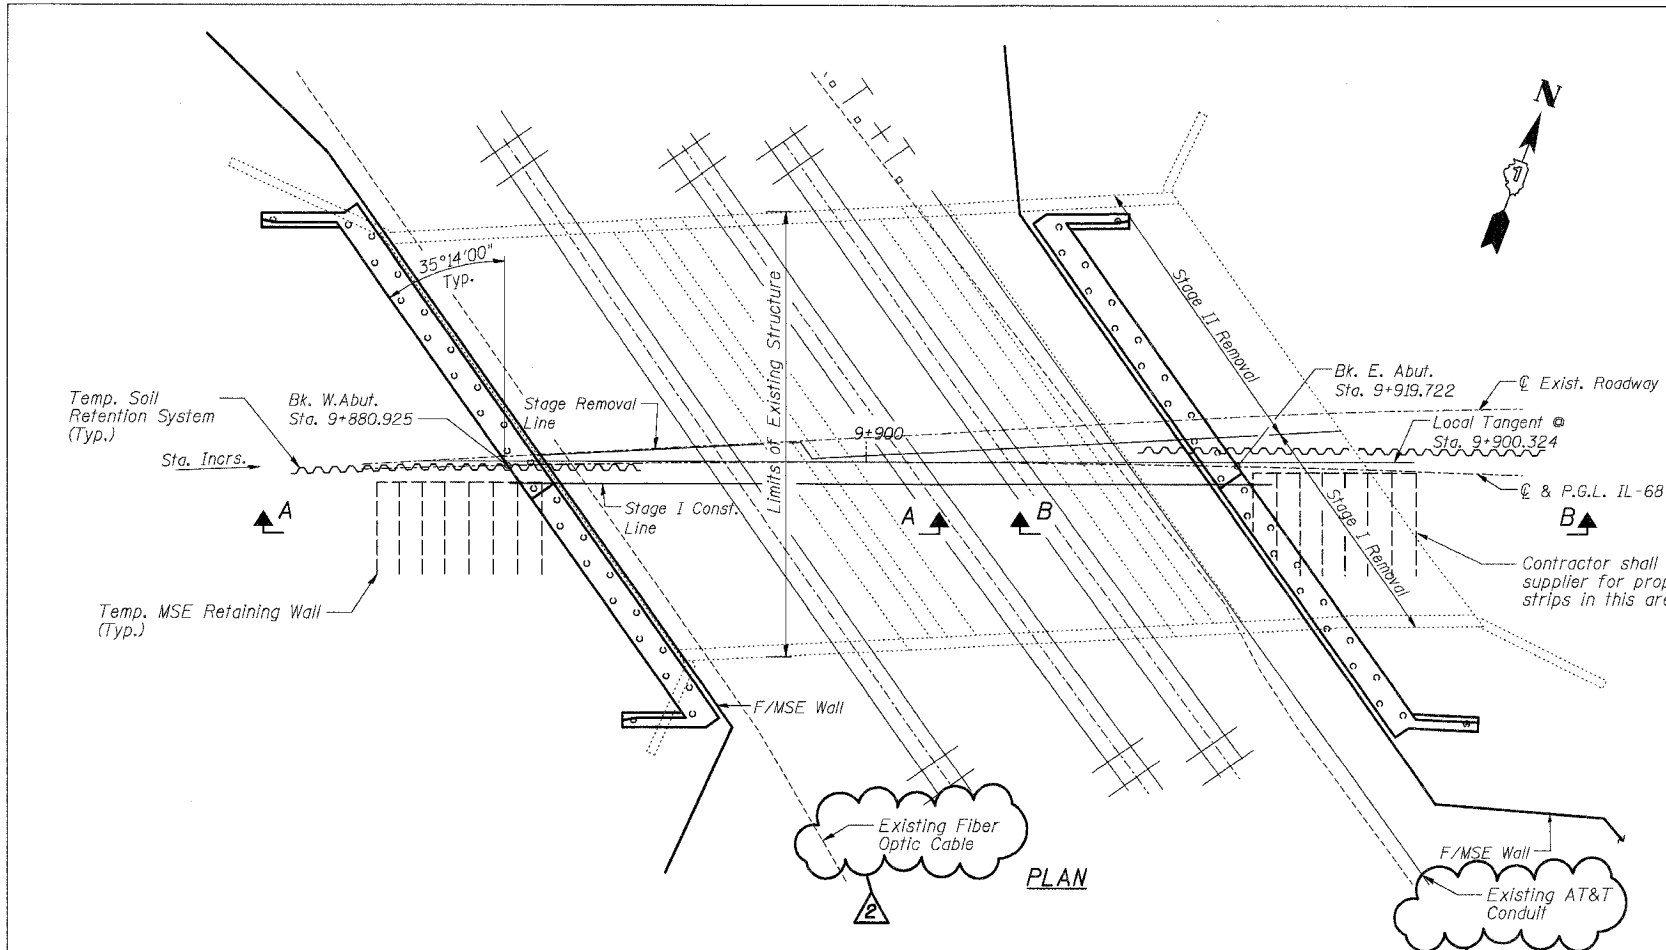 N
1
35°14'00"
Typ.
Limits of Existing Structure
Stage II Removal
Bk. E. Abut.
Sta. 9+919.722
℄ Exist. Roadway
Temp. Soil
Retention System
(Typ.)
Bk. W.Abut.
Sta. 9+880.925
Stage Removal
Line
9+900
Local Tangent @
Sta. 9+900.324
Sta. Incrs.
℄ & P.G.L. IL-68
A
Stage I Const.
Line
A
B
B
Stage I Removal
Contractor shall
supplier for prop
strips in this are
Temp. MSE Retaining Wall
(Typ.)
F/MSE Wall
Existing Fiber
Optic Cable
2
PLAN
F/MSE Wall
Existing AT&T
Conduit